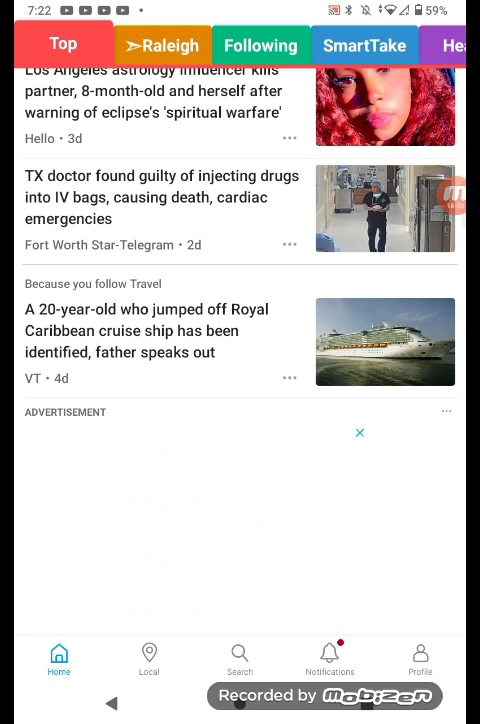 7:22
59%
Top
Raleigh
Following
SmartTake
Hea
Los Angeles astrology influencer kills
partner, 8-month-old and herself after
warning of eclipse's 'spiritual warfare'
Hello • 3d
TX doctor found guilty of injecting drugs
into IV bags, causing death, cardiac
emergencies
Fort Worth Star-Telegram • 2d
Because you follow Travel
A 20-year-old who jumped off Royal
Caribbean cruise ship has been
identified, father speaks out
VT • 4d
ADVERTISEMENT
Home
Local
Search
Notifications
Profile
Recorded by mobizen